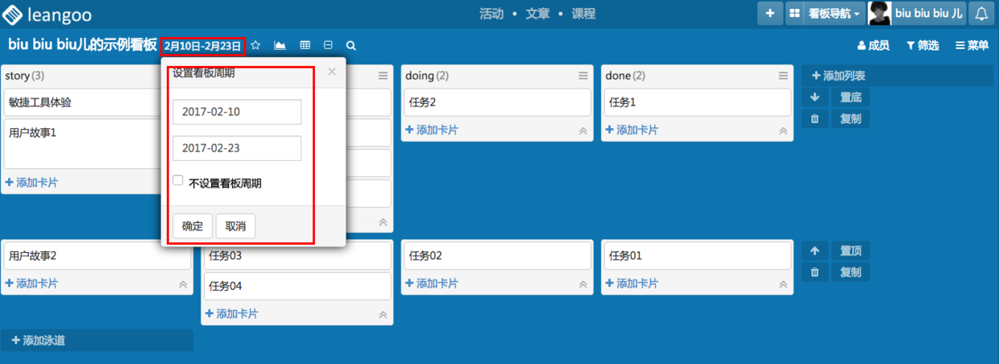 leangoo
活动 • 文章 • 课程
看板导航
biu biu biu 儿
biu biu biu儿的示例看板
2月10日-2月23日
成员
筛选
菜单
设置看板周期
×
2017-02-10
2017-02-23
不设置看板周期
确定
取消
story (3)
敏捷工具体验
用户故事1
+ 添加卡片
doing (2)
任务2
+ 添加卡片
done (2)
任务1
+ 添加卡片
+ 添加列表
置底
复制
用户故事2
+ 添加卡片
任务03
任务04
+ 添加卡片
任务02
+ 添加卡片
任务01
+ 添加卡片
置顶
复制
+ 添加泳道